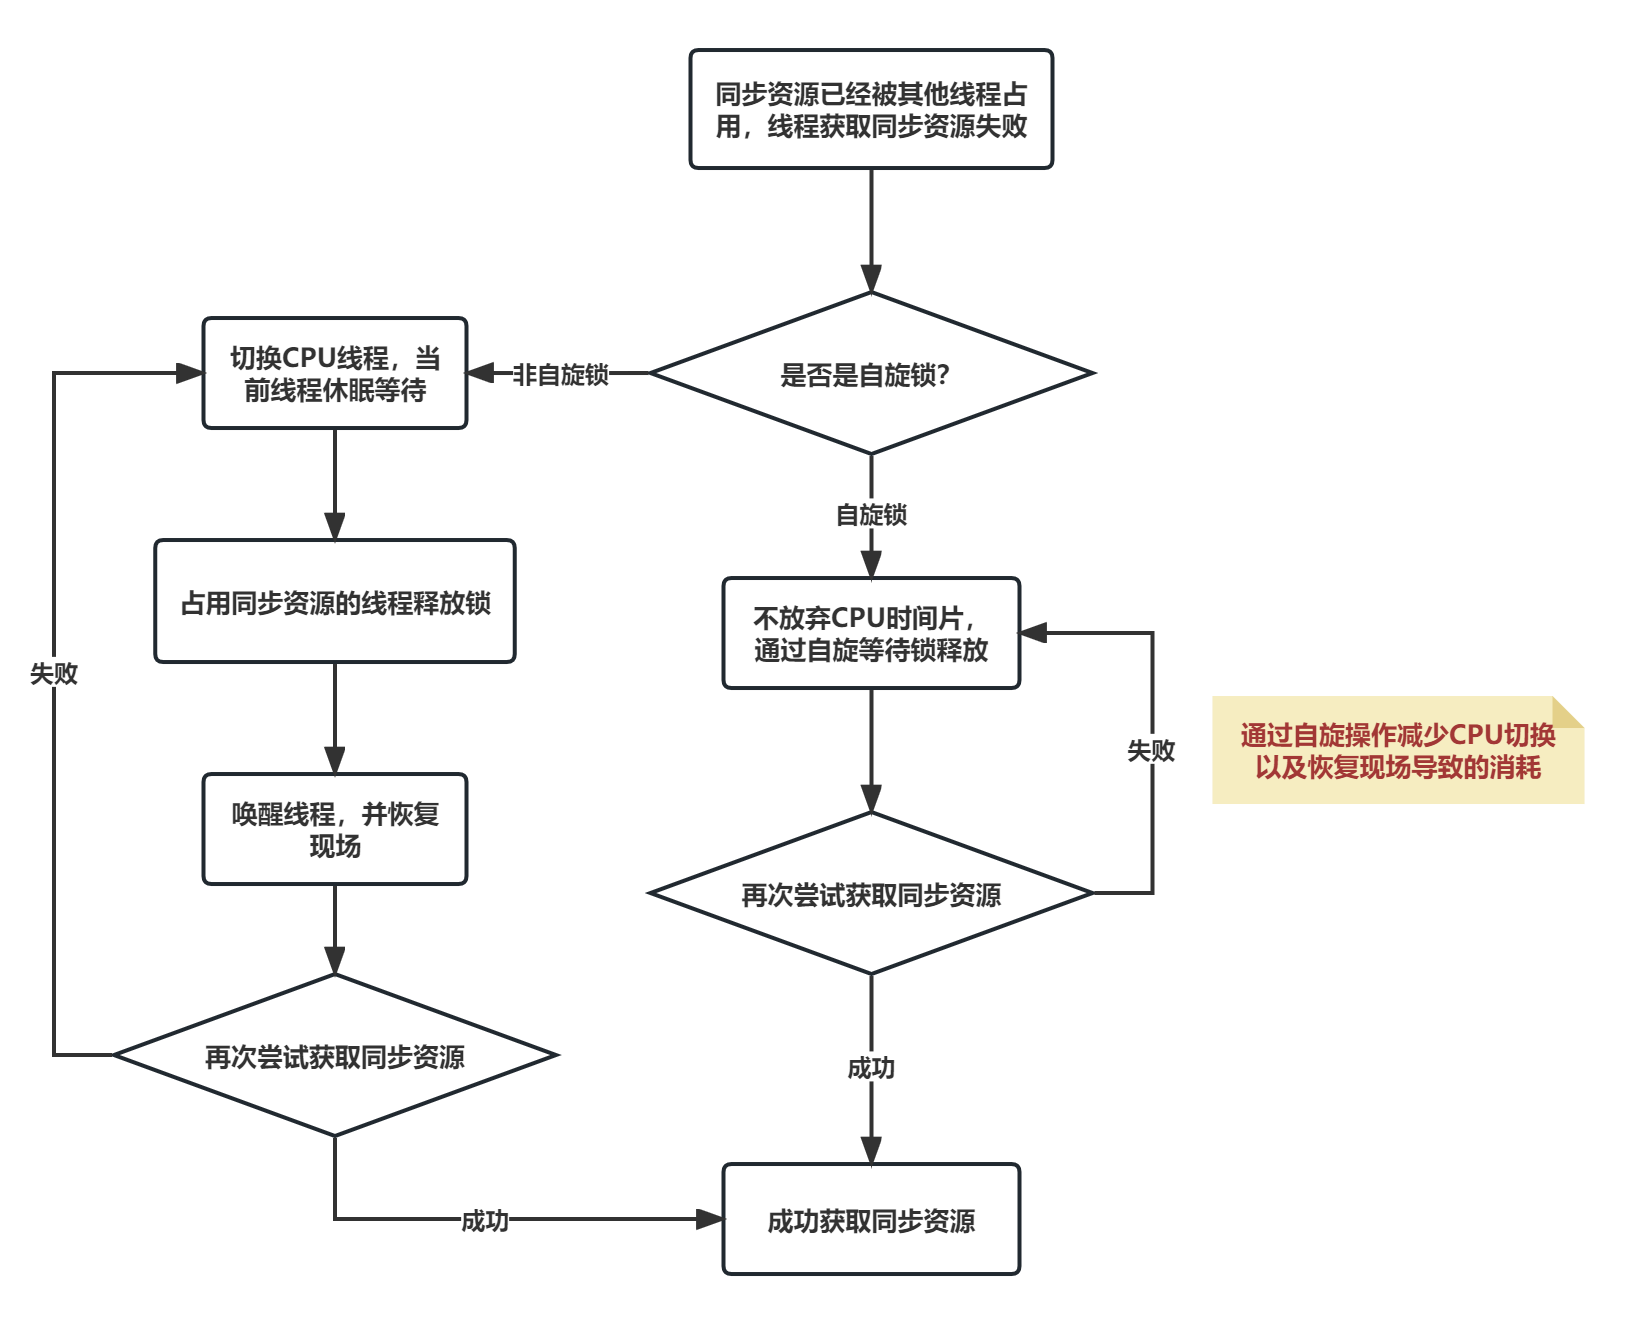 同步资源已经被其他线程占
用，线程获取同步资源失败
是否是自旋锁？
非自旋锁
切换CPU线程，当
前线程休眠等待
自旋锁
占用同步资源的线程释放锁
不放弃CPU时间片，
通过自旋等待锁释放
失败
失败
通过自旋操作减少CPU切换
以及恢复现场导致的消耗
唤醒线程，并恢复
现场
再次尝试获取同步资源
再次尝试获取同步资源
成功
成功
成功获取同步资源